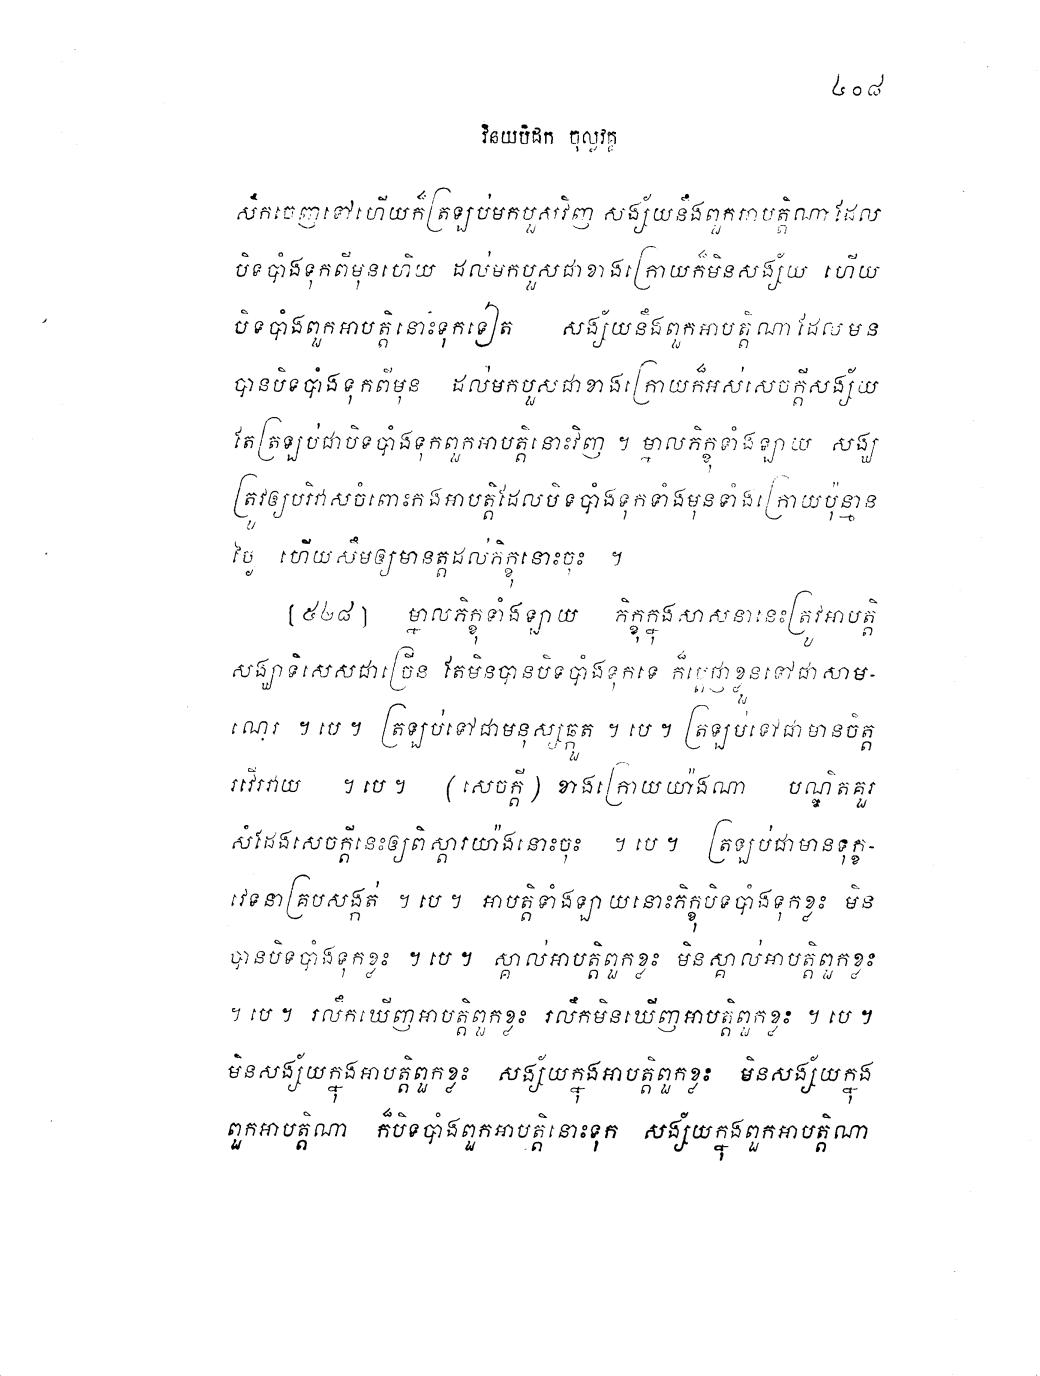 ៤០៨
វិនយបិដក ចុល្លវគ្គ
សឹកចេញទៅហើយក៏ត្រឡប់មកបួសវិញ សង្ស័យនឹងពួកអាបត្តិណាដែល
បិទបាំងទុកពីមុនហើយ ដល់មកបួសជាខាងក្រោយក៏មិនសង្ស័យ ហើយ
បិទបាំងពួកអាបត្តិនោះទុកទៀត សង្ស័យនឹងពួកអាបត្តិណាដែលមន
បានបិទបាំងទុកពីមុន ដល់មកបួសជាខាងក្រោយក៏អស់សេចក្តីសង្ស័យ
តែត្រឡប់ជាបិទបាំងទុកពួកអាបត្តិនោះវិញ ។ ម្នាលភិក្ខុទាំងឡាយ សង្ឃ
ត្រូវឲ្យបរិវាសចំពោះកងអាបត្តិដែលបិទបាំងទុកទាំងមុនទាំងក្រោយប៉ុន្មាន
ថ្ងៃ ហើយសឹមឲ្យមានត្តដល់ភិក្ខុនោះចុះ ។
[៥៤៨] ម្នាលភិក្ខុទាំងឡាយ ភិក្ខុក្នុងសាសនានេះត្រូវអាបត្តិ
សង្ឃាទិសេសជាច្រើន តែមិនបានបិទបាំងទុកទេ ក៏ប្តេជ្ញាខ្លួនទៅជាសាម-
ណេរ ។ បេ ។ ត្រឡប់ទៅជាមនុស្សឆ្កួត ។ បេ ។ ត្រឡប់ទៅជាមានចិត្ត
រវើរវាយ ។ បេ ។ (សេចក្តី) ខាងក្រោយយ៉ាងណា បណ្ឌិតគួរ
សំដែងសេចក្តីនេះឲ្យពិស្តារយ៉ាងនោះចុះ ។ បេ ។ ត្រឡប់ជាមានទុក្ខ-
វេទនាគ្របសង្កត់ ។ បេ ។ អាបត្តិទាំងឡាយនោះភិក្ខុបិទបាំងទុកខ្លះ មិន
បានបិទបាំងទុកខ្លះ ។ បេ ។ ស្គាល់អាបត្តិពួកខ្លះ មិនស្គាល់អាបត្តិពួកខ្លះ
។ បេ ។ រលឹកឃើញអាបត្តិពួកខ្លះ រលឹកមិនឃើញអាបត្តិពួកខ្លះ ។ បេ ។
មិនសង្ស័យក្នុងអាបត្តិពួកខ្លះ សង្ស័យក្នុងអាបត្តិពួកខ្លះ មិនសង្ស័យក្នុង
ពួកអាបត្តិណា ក៏បិទបាំងពួកអាបត្តិនោះទុក សង្ស័យក្នុងពួកអាបត្តិណា